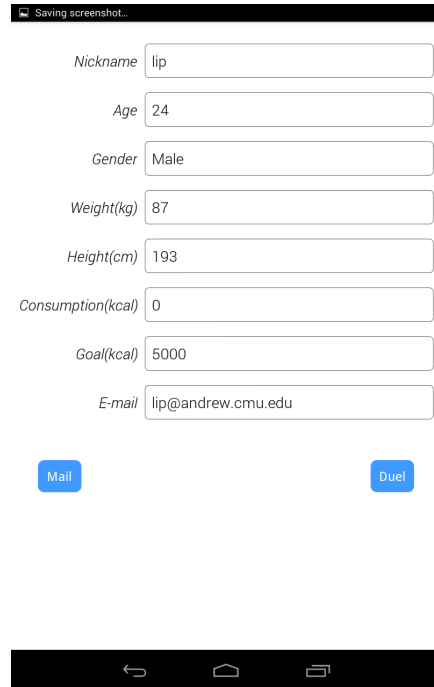 Saving screenshot...
Nickname lip
Age 24
Gender Male
Weight(kg) 87
Height(cm) 193
Consumption(kcal) 0
Goal(kcal) 5000
E-mail lip@andrew.cmu.edu
Mail Duel